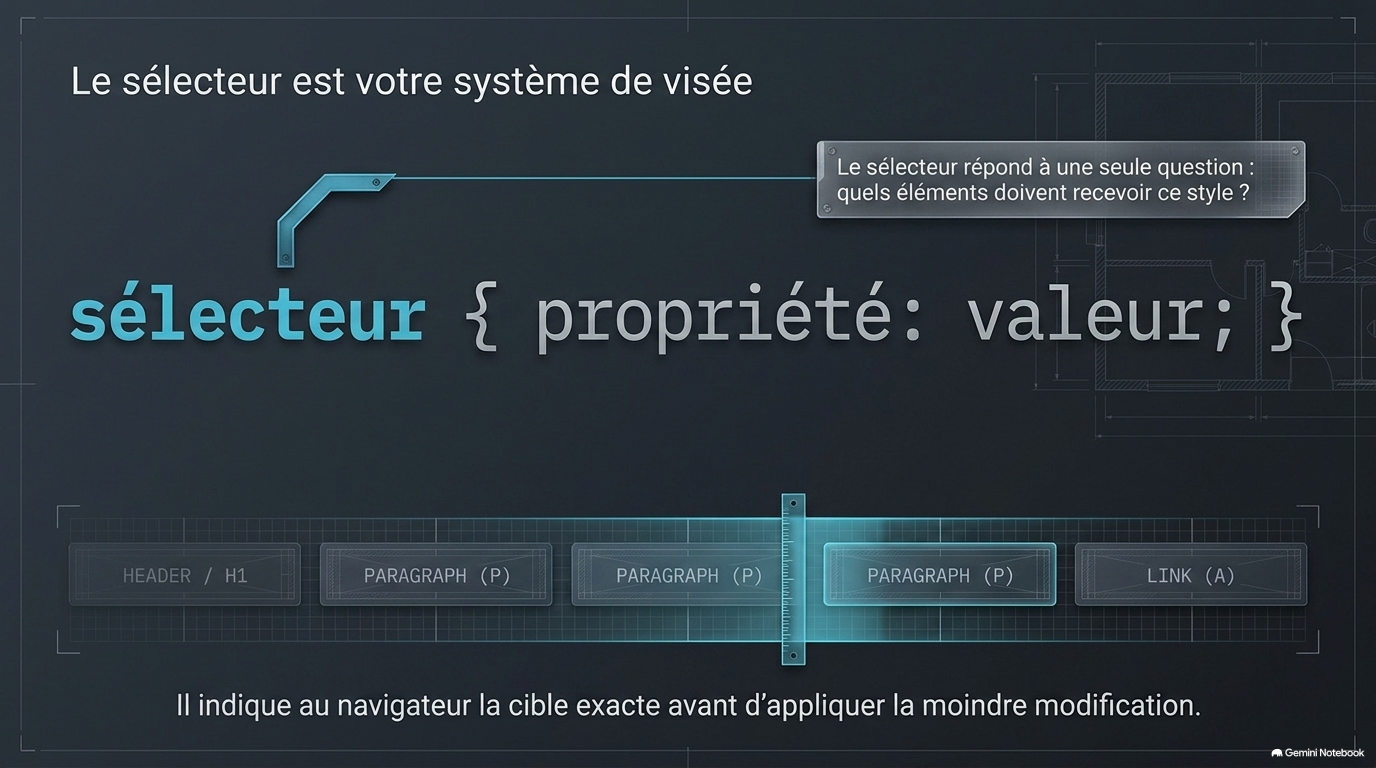 Le sélecteur est votre système de visée
Le sélecteur répond à une seule question :
quels éléments doivent recevoir ce style ?
sélecteur { propriété: valeur; }
HEADER / H1
PARAGRAPH (P)
PARAGRAPH (P)
PARAGRAPH (P)
LINK (A)
Il indique au navigateur la cible exacte avant d’appliquer la moindre modification.
Gemini Notebook